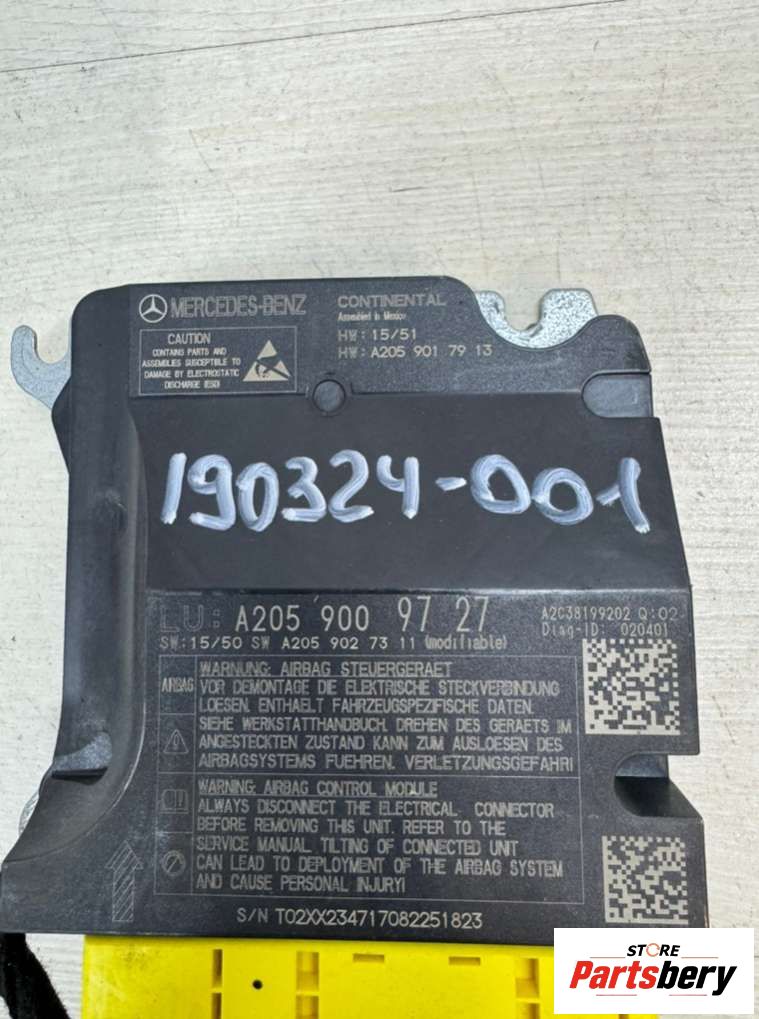 MERCEDES-BENZ
CONTINENTAL
Assembled in Mexico
HW: 15/51
HW: A205 901 79 13
CAUTION
CONTAINS PARTS AND
ASSEMBLIES SUSCEPTIBLE TO
DAMAGE BY ELECTROSTATIC
DISCHARGE (ESD)
190324-001
LU: A205 900 97 27
SW: 15/50 SW A205 902 73 11 (modifiable)
A2C38199202 Q:02
Diag-ID: 020401
AIRBAG
WARNUNG: AIRBAG STEUERGERAET
VOR DEMONTAGE DIE ELEKTRISCHE STECKVERBINDUNG
LOESEN. ENTHAELT FAHRZEUGSPEZIFISCHE DATEN.
SIEHE WERKSTATTHANDBUCH. DREHEN DES GERAETS IM
ANGESTECKTEN ZUSTAND KANN ZUM AUSLOESEN DES
AIRBAGSYSTEMS FUEHREN. VERLETZUNGSGEFAHR!
WARNING: AIRBAG CONTROL MODULE
ALWAYS DISCONNECT THE ELECTRICAL CONNECTOR
BEFORE REMOVING THIS UNIT. REFER TO THE
SERVICE MANUAL. TILTING OF CONNECTED UNIT
CAN LEAD TO DEPLOYMENT OF THE AIRBAG SYSTEM
AND CAUSE PERSONAL INJURY!
S/N T02XX234717082251823
STORE
Partsbery